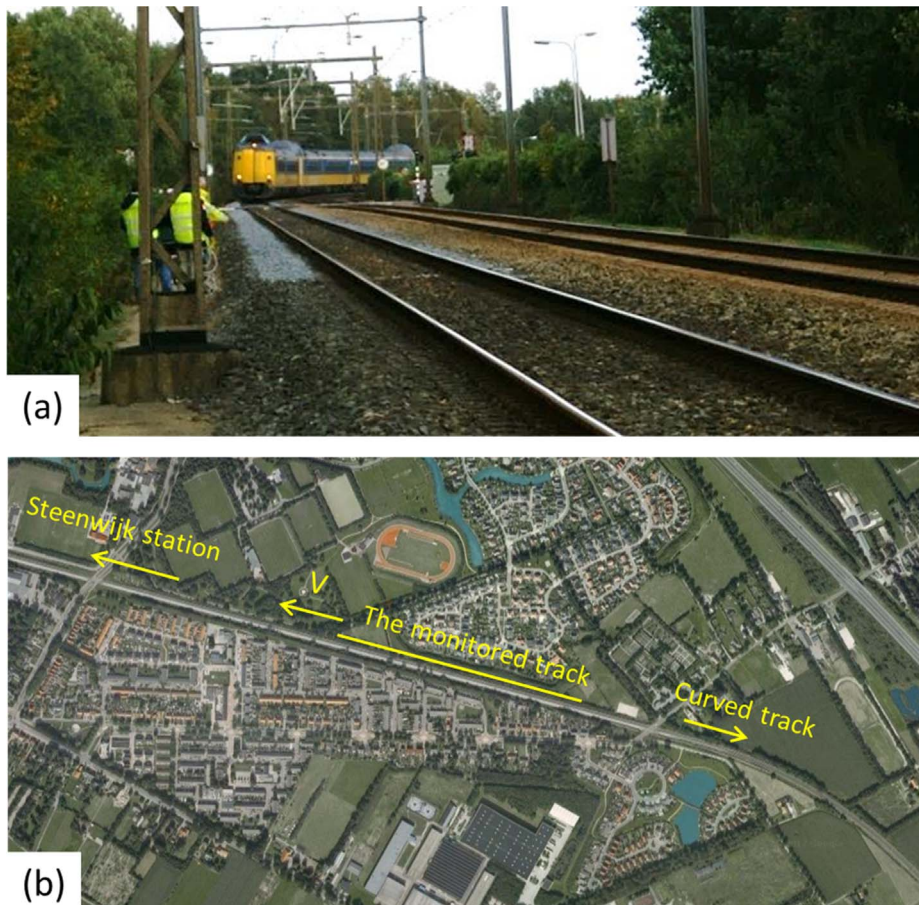 (a)
Steenwijk station
V
The monitored track
Curved track
(b)